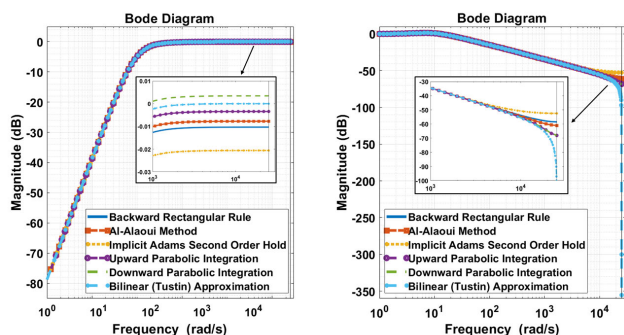 Bode Diagram
Magnitude (dB)
0
-10
-20
-30
-40
-50
-60
-70
-80
0.01
0
-0.01
-0.02
-0.03
10³
10⁴
Backward Rectangular Rule
Al-Alaoui Method
Implicit Adams Second Order Hold
Upward Parabolic Integration
Downward Parabolic Integration
Bilinear (Tustin) Approximation
10⁰
10¹
10²
10³
10⁴
Frequency (rad/s)
Bode Diagram
Magnitude (dB)
0
-50
-100
-150
-200
-250
-300
-350
-30
-40
-50
-60
-70
-80
-90
-100
10³
10⁴
Backward Rectangular Rule
Al-Alaoui Method
Implicit Adams Second Order Hold
Upward Parabolic Integration
Downward Parabolic Integration
Bilinear (Tustin) Approximation
10⁰
10¹
10²
10³
10⁴
Frequency (rad/s)